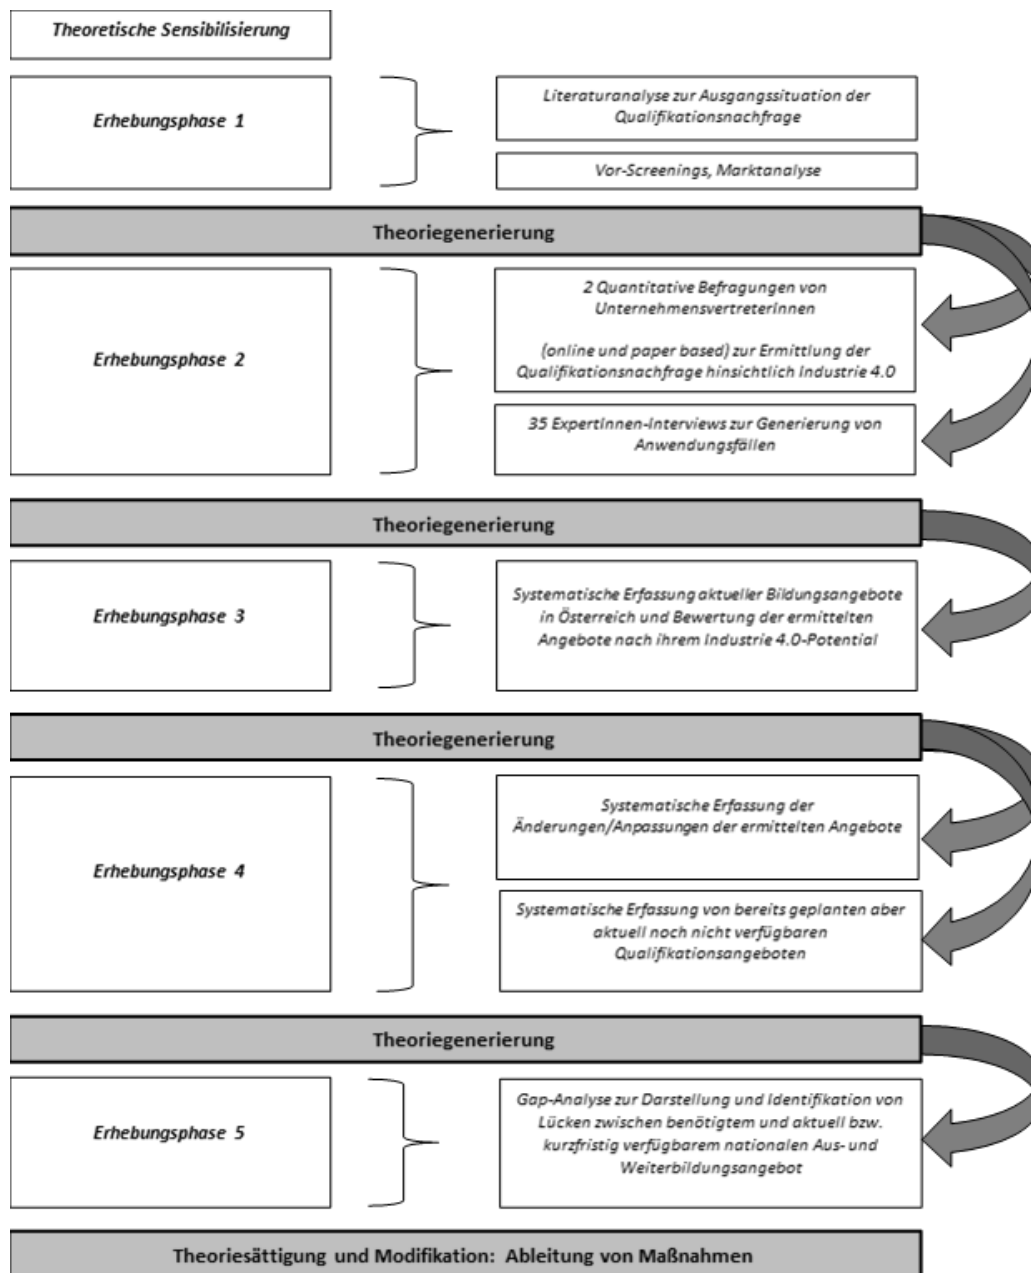 Theoretische Sensibilisierung
Erhebungsphase 1
Literaturanalyse zur Ausgangssituation der
Qualifikationsnachfrage
Vor-Screenings, Marktanalyse
Theoriegenerierung
Erhebungsphase 2
2 Quantitative Befragungen von
UnternehmensvertreterInnen
(online und paper based) zur Ermittlung der
Qualifikationsnachfrage hinsichtlich Industrie 4.0
35 ExpertInnen-Interviews zur Generierung von
Anwendungsfällen
Theoriegenerierung
Erhebungsphase 3
Systematische Erfassung aktueller Bildungsangebote
in Österreich und Bewertung der ermittelten
Angebote nach ihrem Industrie 4.0-Potential
Theoriegenerierung
Erhebungsphase 4
Systematische Erfassung der
Änderungen/Anpassungen der ermittelten Angebote
Systematische Erfassung von bereits geplanten aber
aktuell noch nicht verfügbaren
Qualifikationsangeboten
Theoriegenerierung
Erhebungsphase 5
Gap-Analyse zur Darstellung und Identifikation von
Lücken zwischen benötigtem und aktuell bzw.
kurzfristig verfügbarem nationalen Aus- und
Weiterbildungsangebot
Theoriesättigung und Modifikation: Ableitung von Maßnahmen